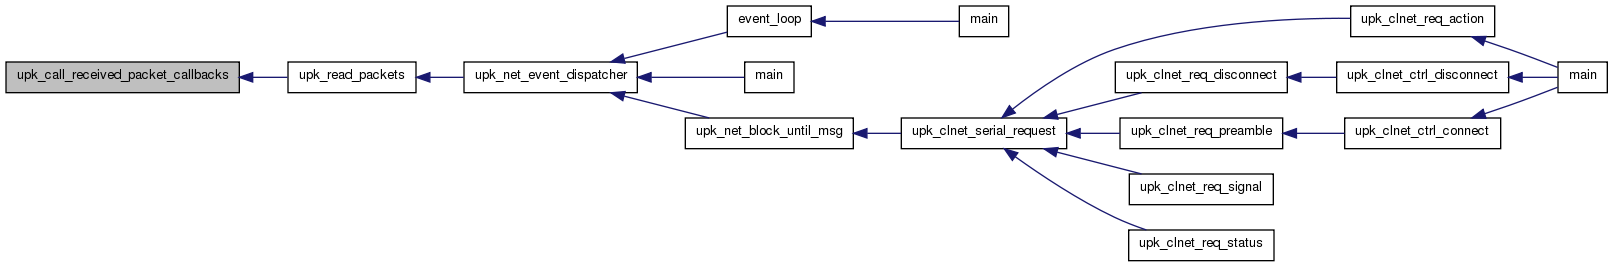 event_loop
main
upk_clnet_req_action
upk_call_received_packet_callbacks
upk_read_packets
upk_net_event_dispatcher
main
upk_clnet_req_disconnect
upk_clnet_ctrl_disconnect
main
upk_net_block_until_msg
upk_clnet_serial_request
upk_clnet_req_preamble
upk_clnet_ctrl_connect
upk_clnet_req_signal
upk_clnet_req_status